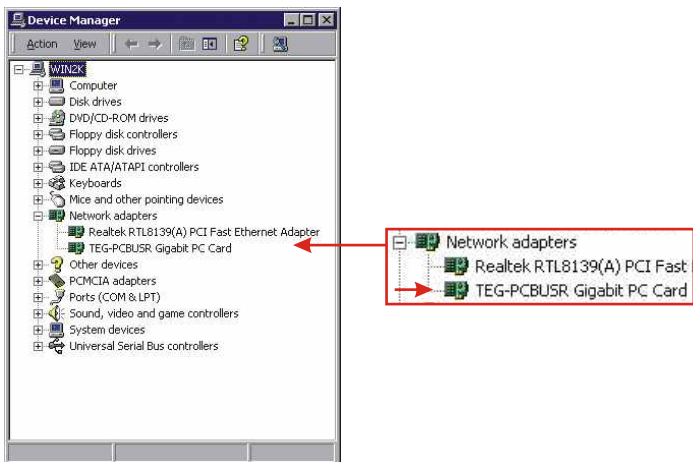 Device Manager
Action View
WIN2K
Computer
Disk drives
DVD/CD-ROM drives
Floppy disk controllers
Floppy disk drives
IDE ATA/ATAPI controllers
Keyboards
Mice and other pointing devices
Network adapters
Realtek RTL8139(A) PCI Fast Ethernet Adapter
TEG-PCBUSR Gigabit PC Card
Other devices
PCMCIA adapters
Ports (COM & LPT)
Sound, video and game controllers
System devices
Universal Serial Bus controllers
Network adapters
Realtek RTL8139(A) PCI Fast
TEG-PCBUSR Gigabit PC Card